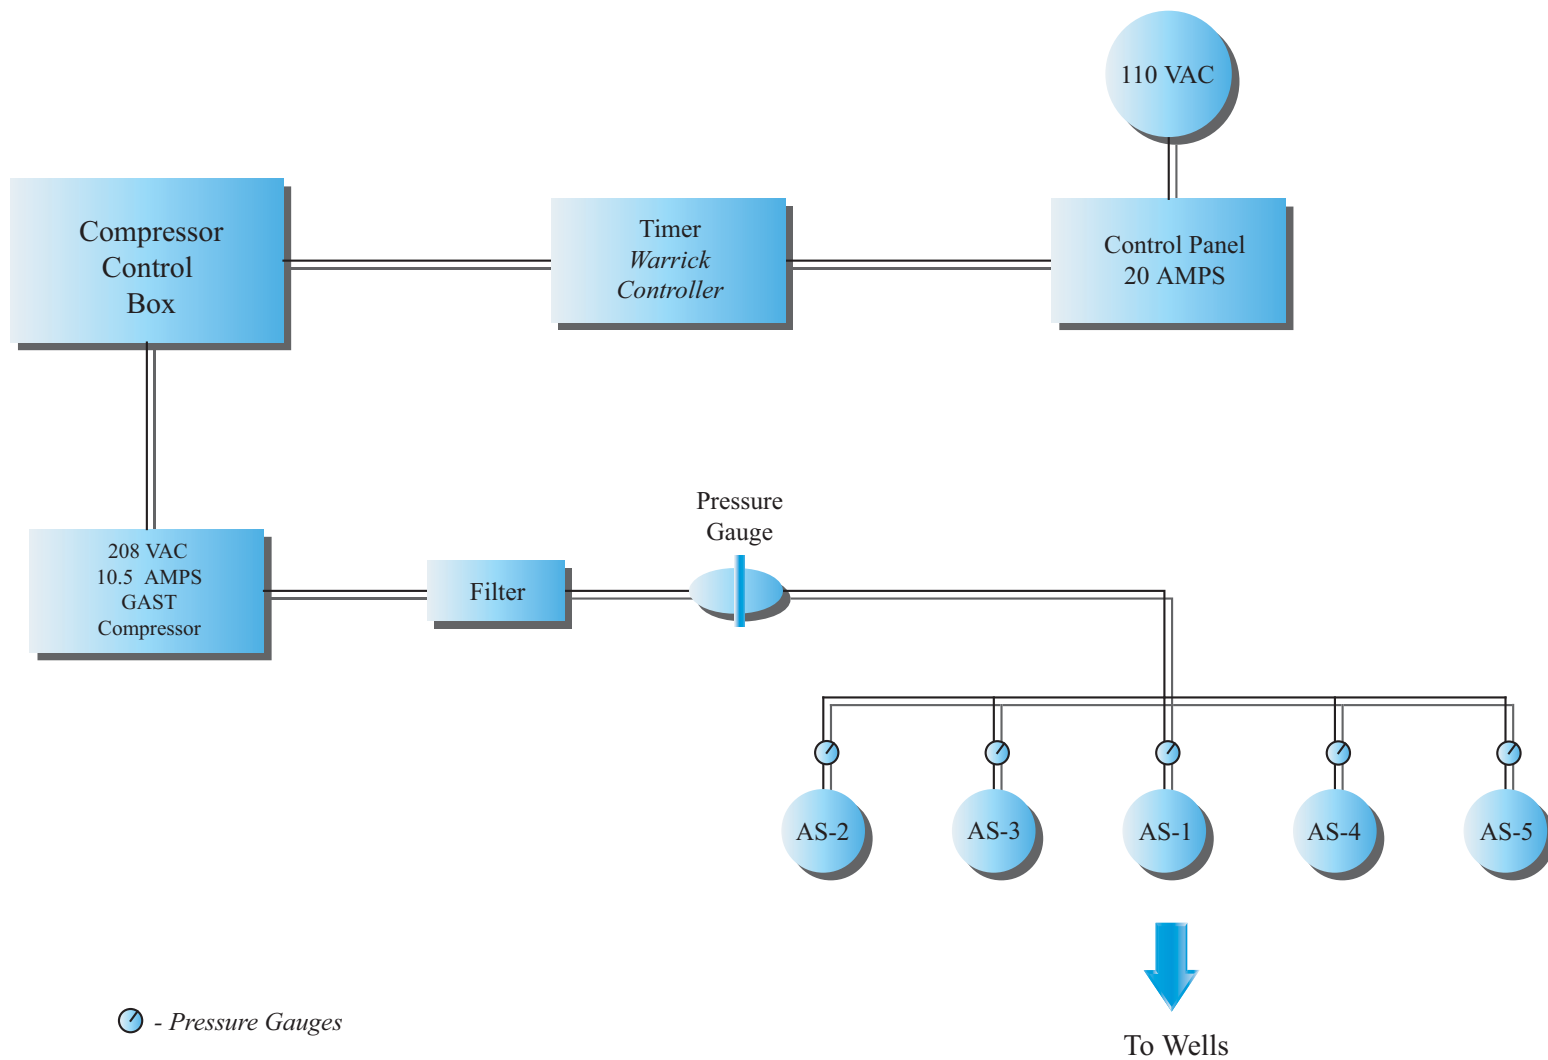 110 VAC
Compressor
Control
Box
Timer
Warrick
Controller
Control Panel
20 AMPS
208 VAC
10.5 AMPS
GAST
Compressor
Filter
Pressure
Gauge
AS-2
AS-3
AS-1
AS-4
AS-5
- Pressure Gauges
To Wells